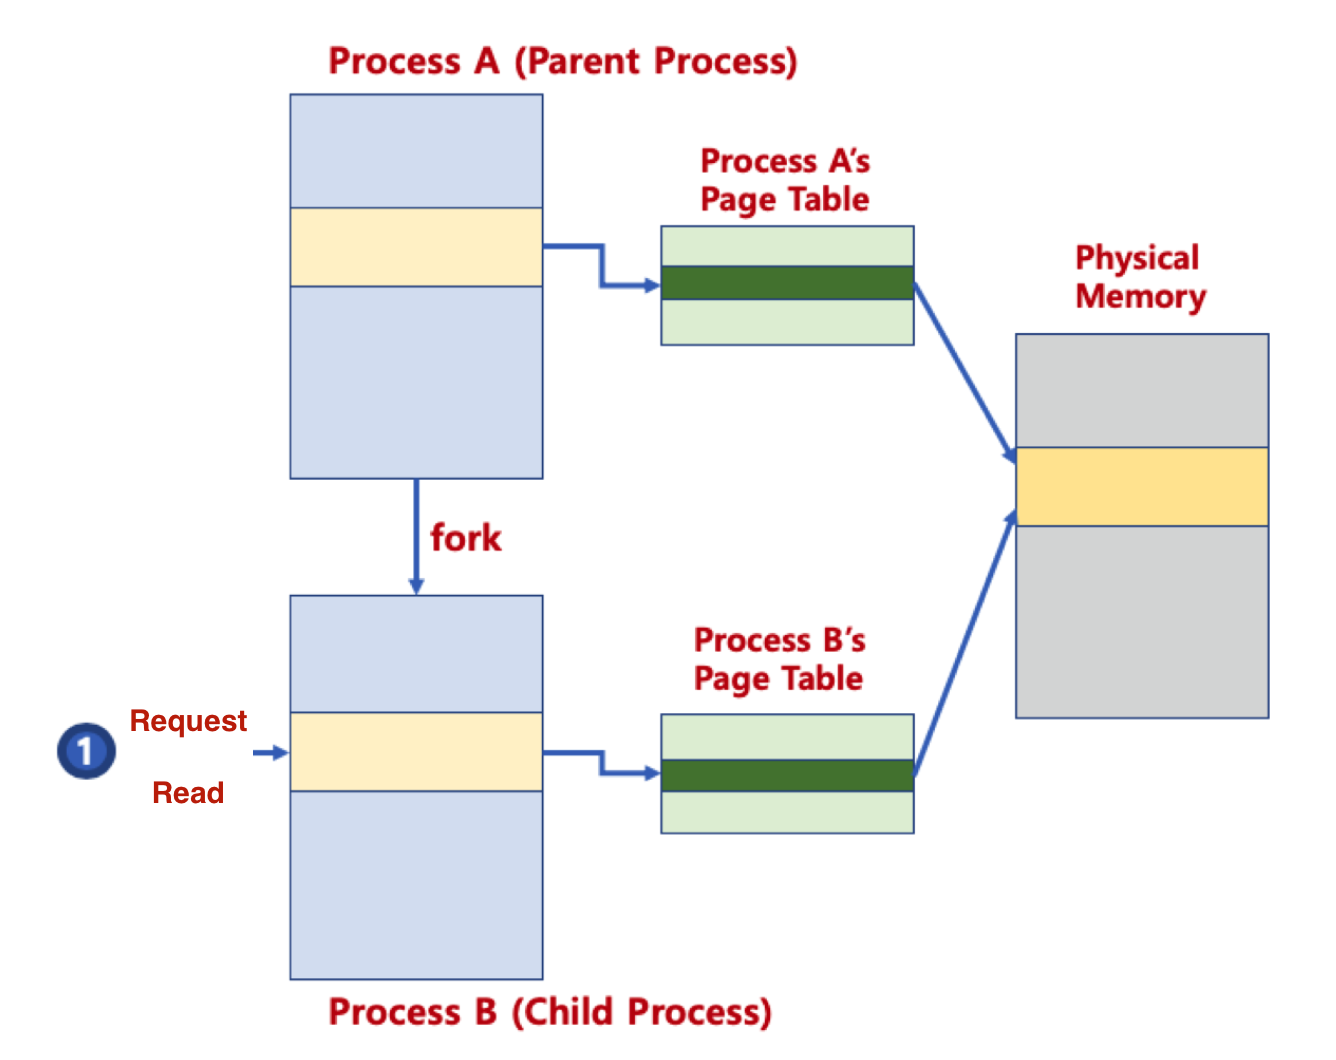 Process A (Parent Process)
Process A's
Page Table
Physical
Memory
fork
Process B's
Page Table
1
Request
Read
Process B (Child Process)